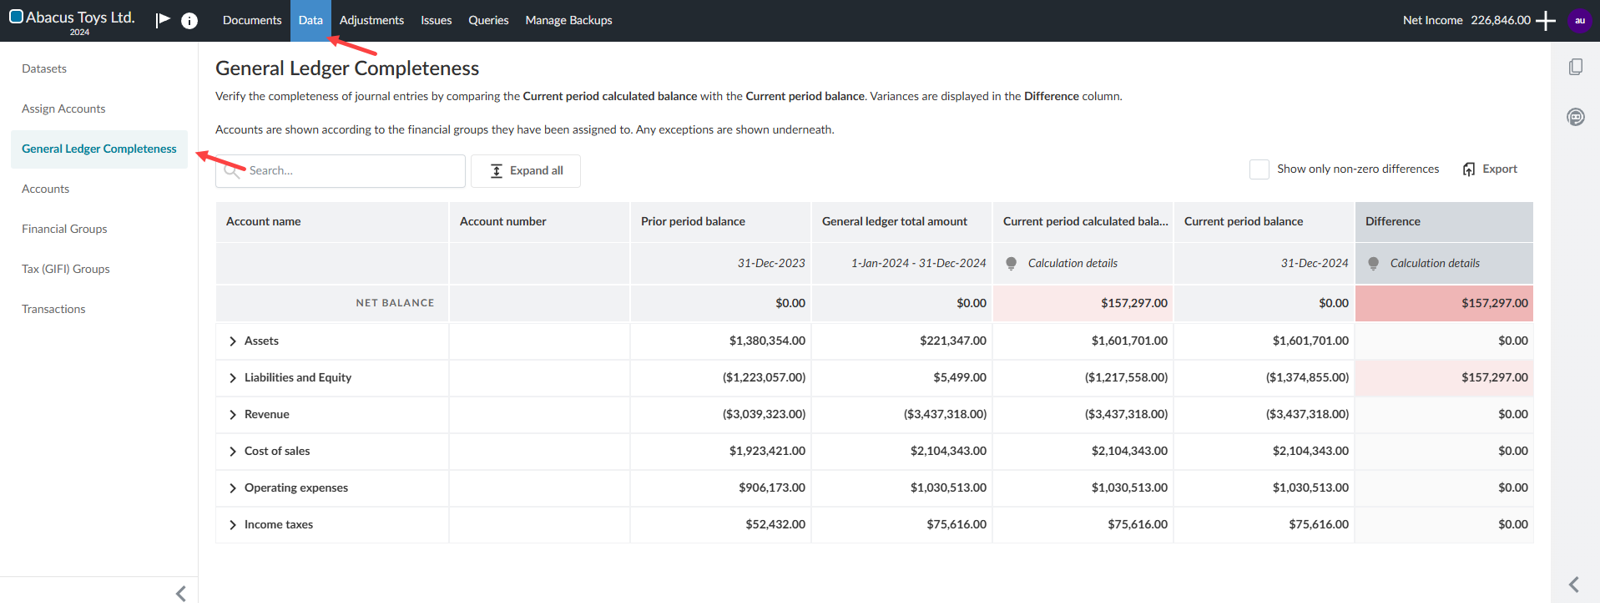 Abacus Toys Ltd.
2024
Documents Data Adjustments Issues Queries Manage Backups
Net Income 226,846.00
au
Datasets
Assign Accounts
General Ledger Completeness
Accounts
Financial Groups
Tax (GIFI) Groups
Transactions
General Ledger Completeness
Verify the completeness of journal entries by comparing the Current period calculated balance with the Current period balance. Variances are displayed in the Difference column.
Accounts are shown according to the financial groups they have been assigned to. Any exceptions are shown underneath.
Search... Expand all Show only non-zero differences Export
Account name Account number Prior period balance General ledger total amount Current period calculated bala... Current period balance Difference
31-Dec-2023 1-Jan-2024 - 31-Dec-2024 Calculation details 31-Dec-2024 Calculation details
NET BALANCE $0.00 $0.00 $157,297.00 $0.00 $157,297.00
Assets $1,380,354.00 $221,347.00 $1,601,701.00 $1,601,701.00 $0.00
Liabilities and Equity ($1,223,057.00) $5,499.00 ($1,217,558.00) ($1,374,855.00) $157,297.00
Revenue ($3,039,323.00) ($3,437,318.00) ($3,437,318.00) ($3,437,318.00) $0.00
Cost of sales $1,923,421.00 $2,104,343.00 $2,104,343.00 $2,104,343.00 $0.00
Operating expenses $906,173.00 $1,030,513.00 $1,030,513.00 $1,030,513.00 $0.00
Income taxes $52,432.00 $75,616.00 $75,616.00 $75,616.00 $0.00